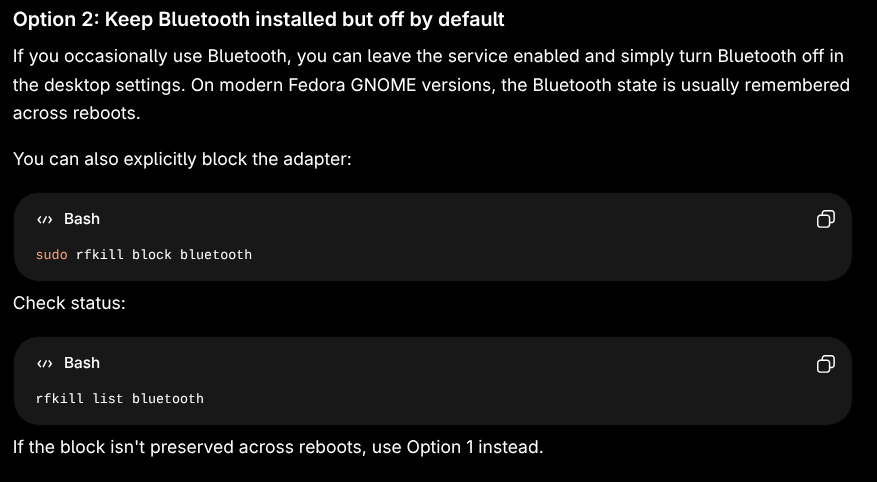 Option 2: Keep Bluetooth installed but off by default
If you occasionally use Bluetooth, you can leave the service enabled and simply turn Bluetooth off in
the desktop settings. On modern Fedora GNOME versions, the Bluetooth state is usually remembered
across reboots.
You can also explicitly block the adapter:
Bash
sudo rfkill block bluetooth
Check status:
Bash
rfkill list bluetooth
If the block isn't preserved across reboots, use Option 1 instead.